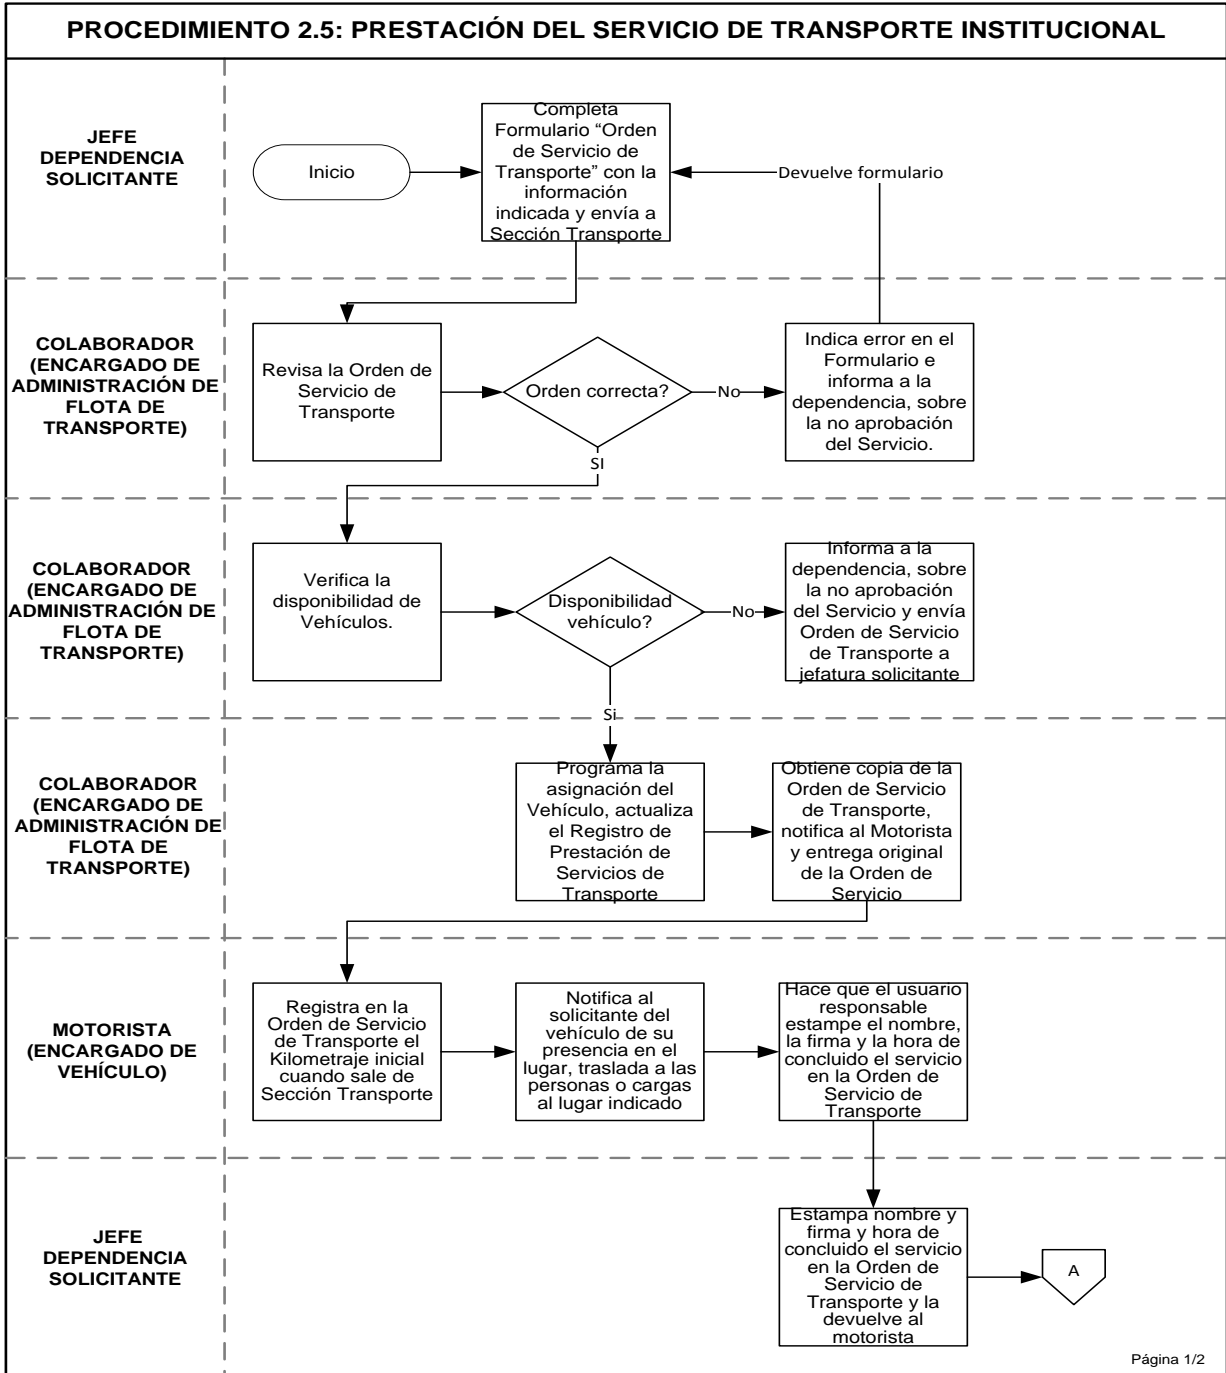 PROCEDIMIENTO 2.5: PRESTACIÓN DEL SERVICIO DE TRANSPORTE INSTITUCIONAL
JEFE
DEPENDENCIA
SOLICITANTE
Inicio
Completa
Formulario “Orden
de Servicio de
Transporte” con la
información
indicada y envía a
Sección Transporte
Devuelve formulario
COLABORADOR
(ENCARGADO DE
ADMINISTRACIÓN DE
FLOTA DE
TRANSPORTE)
Revisa la Orden de
Servicio de
Transporte
Orden correcta?
No
Indica error en el
Formulario e
informa a la
dependencia, sobre
la no aprobación
del Servicio.
SI
COLABORADOR
(ENCARGADO DE
ADMINISTRACIÓN DE
FLOTA DE
TRANSPORTE)
Verifica la
disponibilidad de
Vehículos.
Disponibilidad
vehículo?
No
Informa a la
dependencia, sobre
la no aprobación
del Servicio y envía
Orden de Servicio
de Transporte a
jefatura solicitante
Si
COLABORADOR
(ENCARGADO DE
ADMINISTRACIÓN DE
FLOTA DE
TRANSPORTE)
Programa la
asignación del
Vehículo, actualiza
el Registro de
Prestación de
Servicios de
Transporte
Obtiene copia de la
Orden de Servicio
de Transporte,
notifica al Motorista
y entrega original
de la Orden de
Servicio
MOTORISTA
(ENCARGADO DE
VEHÍCULO)
Registra en la
Orden de Servicio
de Transporte el
Kilometraje inicial
cuando sale de
Sección Transporte
Notifica al
solicitante del
vehículo de su
presencia en el
lugar, traslada a las
personas o cargas
al lugar indicado
Hace que el usuario
responsable
estampe el nombre,
la firma y la hora de
concluido el servicio
en la Orden de
Servicio de
Transporte
JEFE
DEPENDENCIA
SOLICITANTE
Estampa nombre y
firma y hora de
concluido el servicio
en la Orden de
Servicio de
Transporte y la
devuelve al
motorista
A
Página 1/2